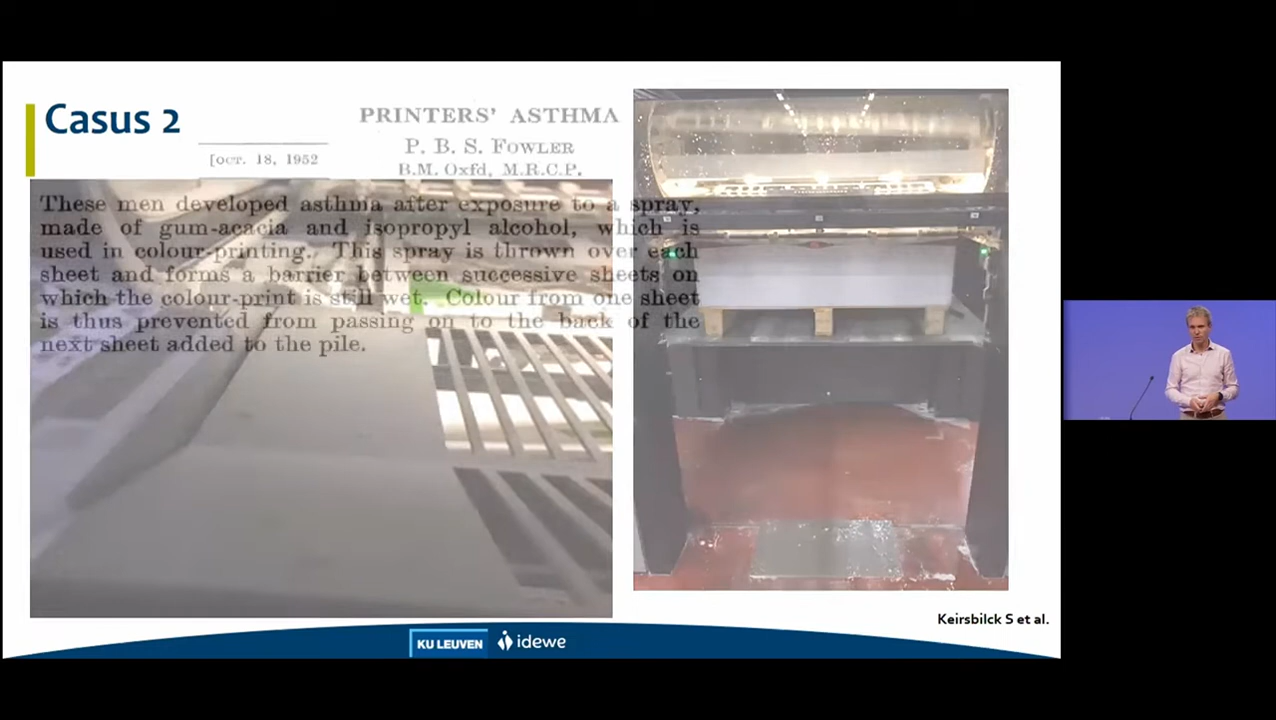 Casus 2
PRINTERS' ASTHMA
[OCT. 18, 1952
P. B. S. FOWLER
B.M. Oxfd, M.R.C.P.
These men developed asthma after exposure to a spray,
made of gum-acacia and isopropyl alcohol, which is
used in colour-printing. This spray is thrown over each
sheet and forms a barrier between successive sheets on
which the colour-print is still wet. Colour from one sheet
is thus prevented from passing on to the back of the
next sheet added to the pile.
Keirsbilck S et al.
KU LEUVEN idewe